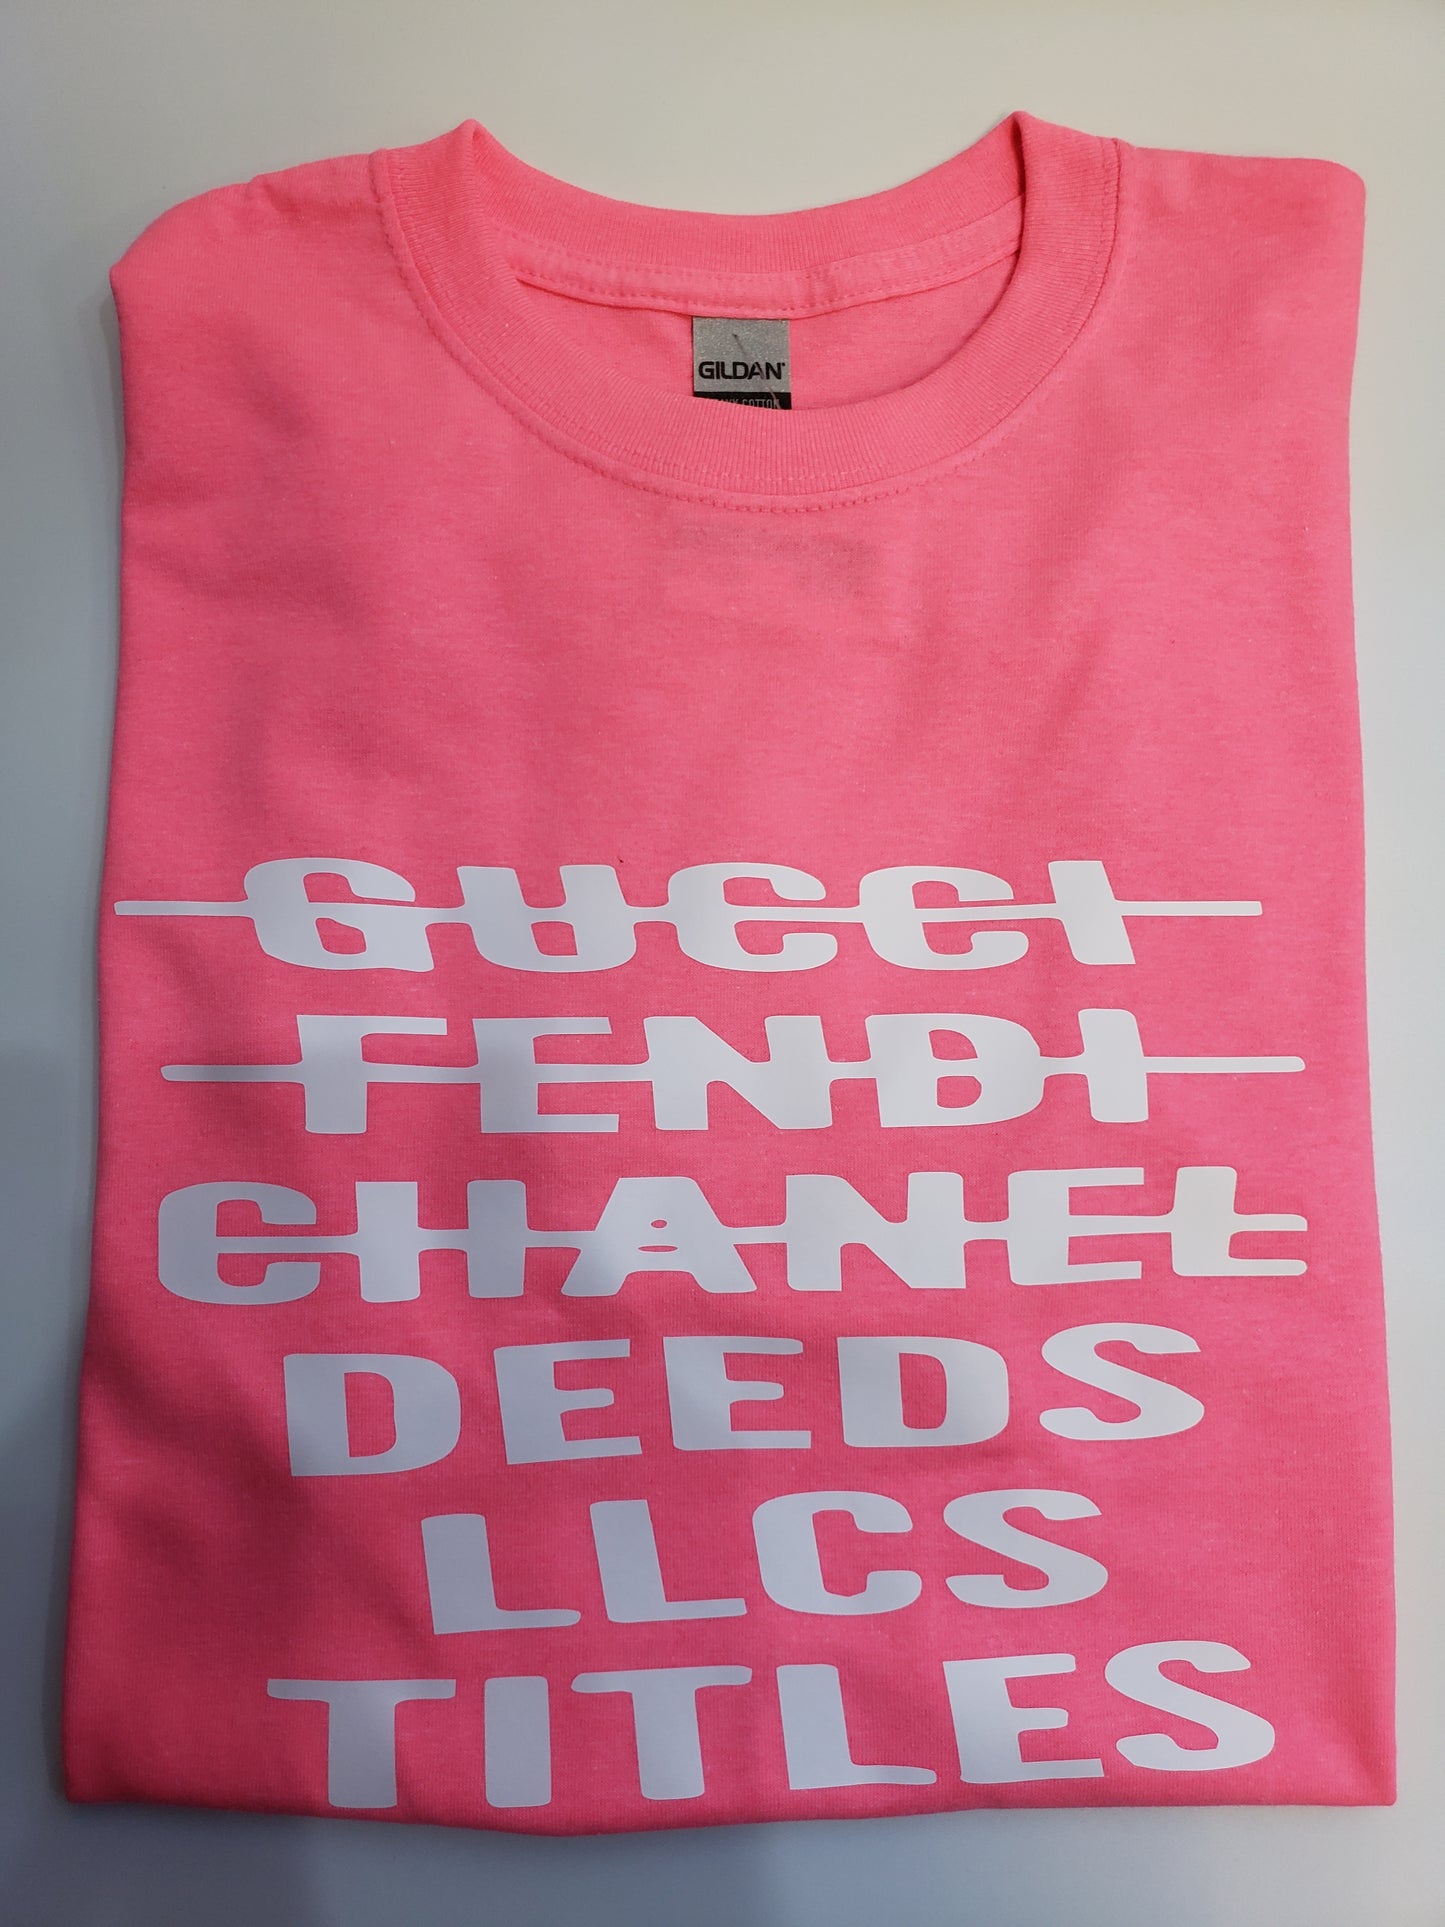 GILDAN
GUCCI
FENDI
CHANEL
DEEDS
LLCS
TITLES